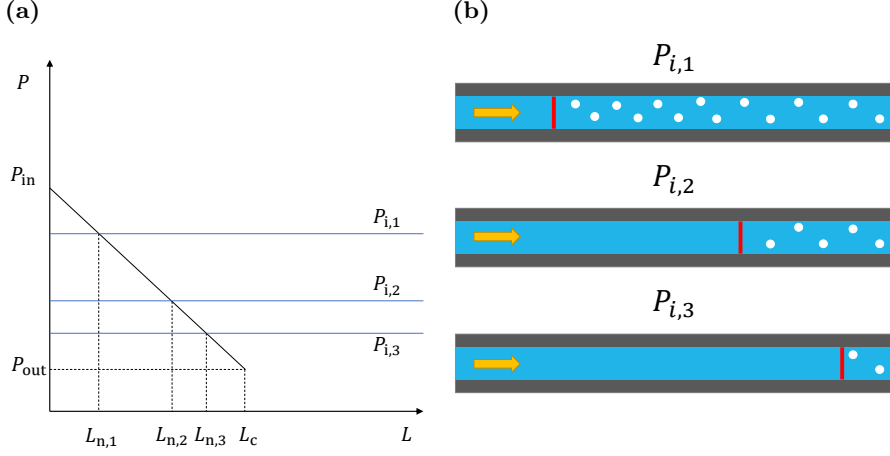 (a)
P
P_in
P_i,1
P_i,2
P_i,3
P_out
L_n,1
L_n,2
L_n,3
L_c
L
(b)
P_i,1
P_i,2
P_i,3